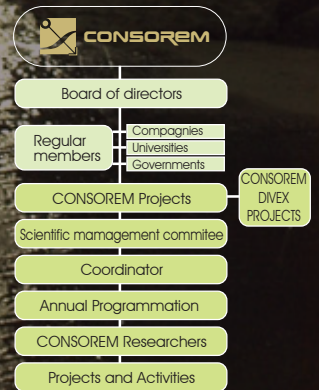 CONSOREM
Board of directors
Regular
members
Compagnies
Universities
Governments
CONSOREM Projects
CONSOREM
DIVEX
PROJECTS
Scientific mamagement commitee
Coordinator
Annual Programmation
CONSOREM Researchers
Projects and Activities